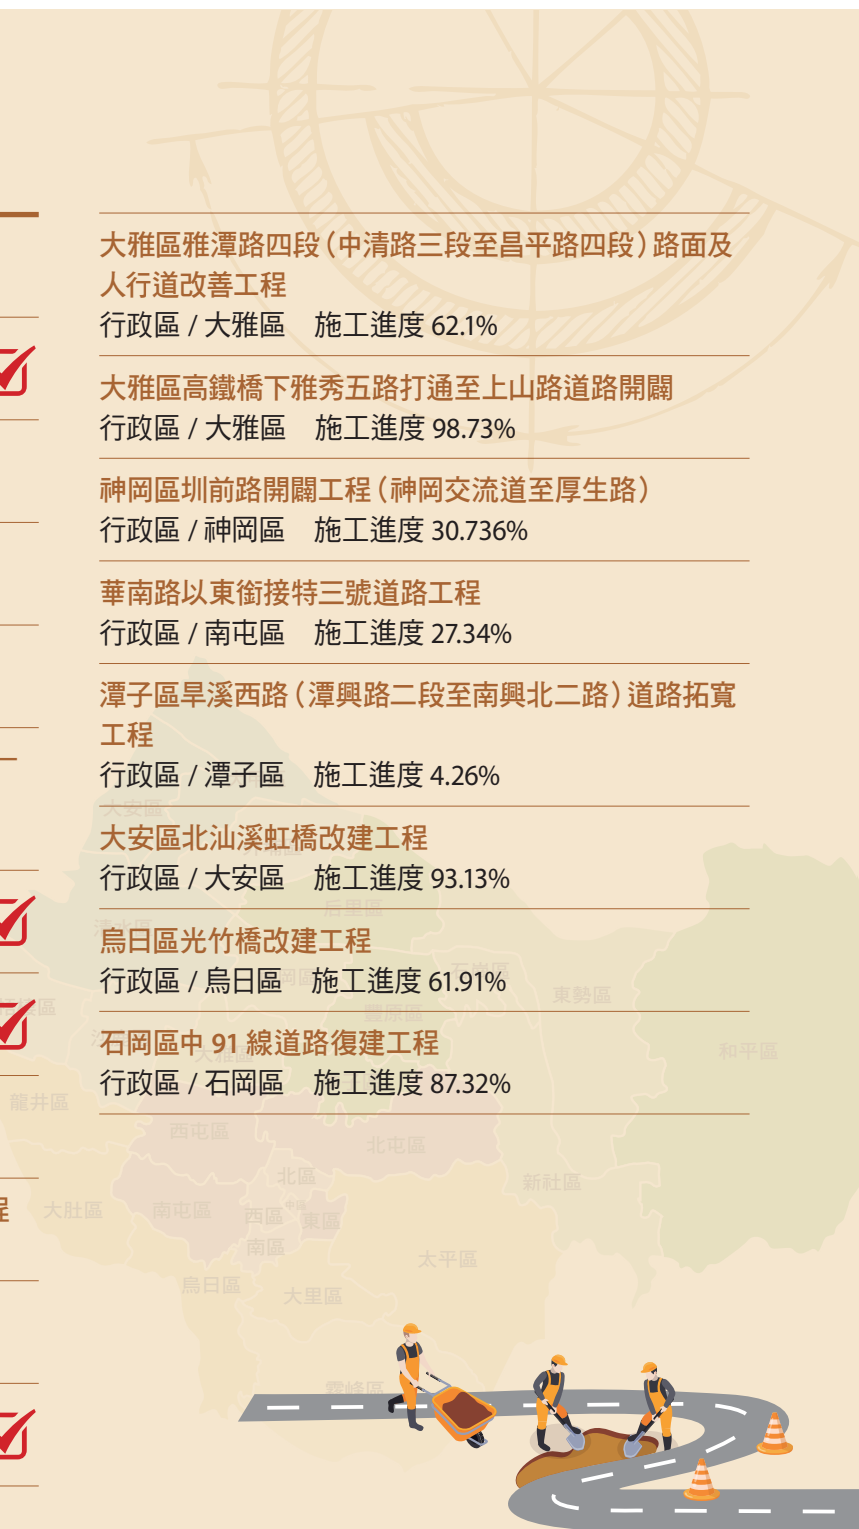 大雅區雅潭路四段（中清路三段至昌平路四段）路面及
人行道改善工程
行政區 / 大雅區　施工進度 62.1%
大雅區高鐵橋下雅秀五路打通至上山路道路開闢
行政區 / 大雅區　施工進度 98.73%
神岡區圳前路開闢工程（神岡交流道至厚生路）
行政區 / 神岡區　施工進度 30.736%
華南路以東銜接特三號道路工程
行政區 / 南屯區　施工進度 27.34%
潭子區旱溪西路（潭興路二段至南興北二路）道路拓寬
工程
行政區 / 潭子區　施工進度 4.26%
大安區
大安區北汕溪虹橋改建工程
行政區 / 大安區　施工進度 93.13%
后里區
清水區
烏日區光竹橋改建工程
行政區 / 烏日區　施工進度 61.91%
東勢區
豐原區
石岡區中 91 線道路復建工程
和平區
行政區 / 石岡區　施工進度 87.32%
龍井區
西屯區
北屯區
北區
新社區
程
大肚區
南屯區
西區
東區
南區
太平區
烏日區
大里區
霧峰區